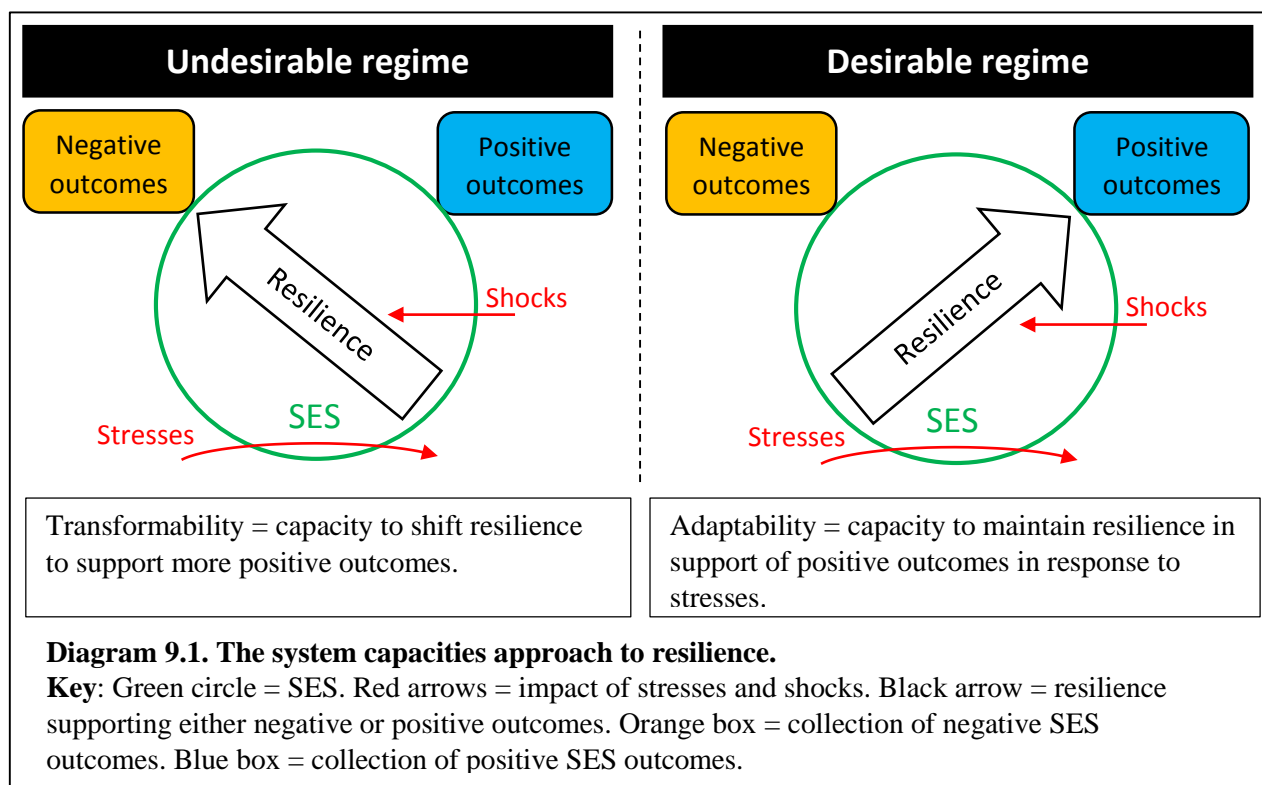 Undesirable regime
Negative
outcomes
Positive
outcomes
Resilience
Shocks
SES
Stresses
Transformability = capacity to shift resilience
to support more positive outcomes.
Desirable regime
Negative
outcomes
Positive
outcomes
Resilience
Shocks
SES
Stresses
Adaptability = capacity to maintain resilience in
support of positive outcomes in response to
stresses.
Diagram 9.1. The system capacities approach to resilience.
Key: Green circle = SES. Red arrows = impact of stresses and shocks. Black arrow = resilience
supporting either negative or positive outcomes. Orange box = collection of negative SES
outcomes. Blue box = collection of positive SES outcomes.